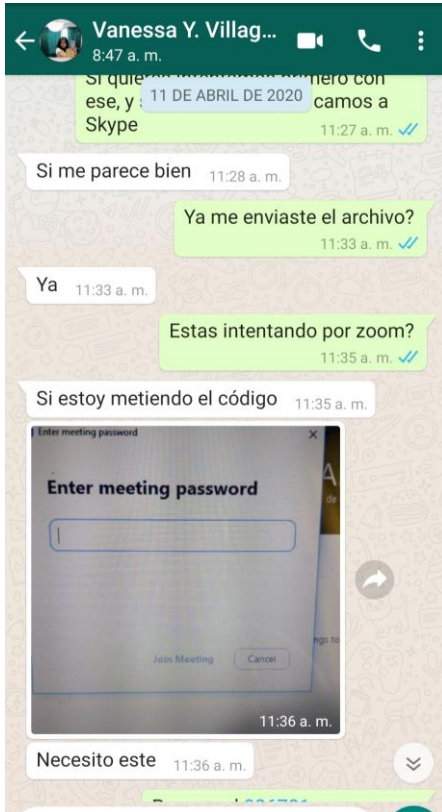 Vanessa Y. Villag...
8:47 a. m.
11 DE ABRIL DE 2020
ese, y
camos a
Skype
11:27 a. m.
Si me parece bien
11:28 a. m.
Ya me enviaste el archivo?
11:33 a. m.
Ya
11:33 a. m.
Estas intentando por zoom?
11:35 a. m.
Si estoy metiendo el código
11:35 a. m.
Enter meeting password
Enter meeting password
A
de
ngs to
Join Meeting
Cancel
11:36 a. m.
Necesito este
11:36 a. m.